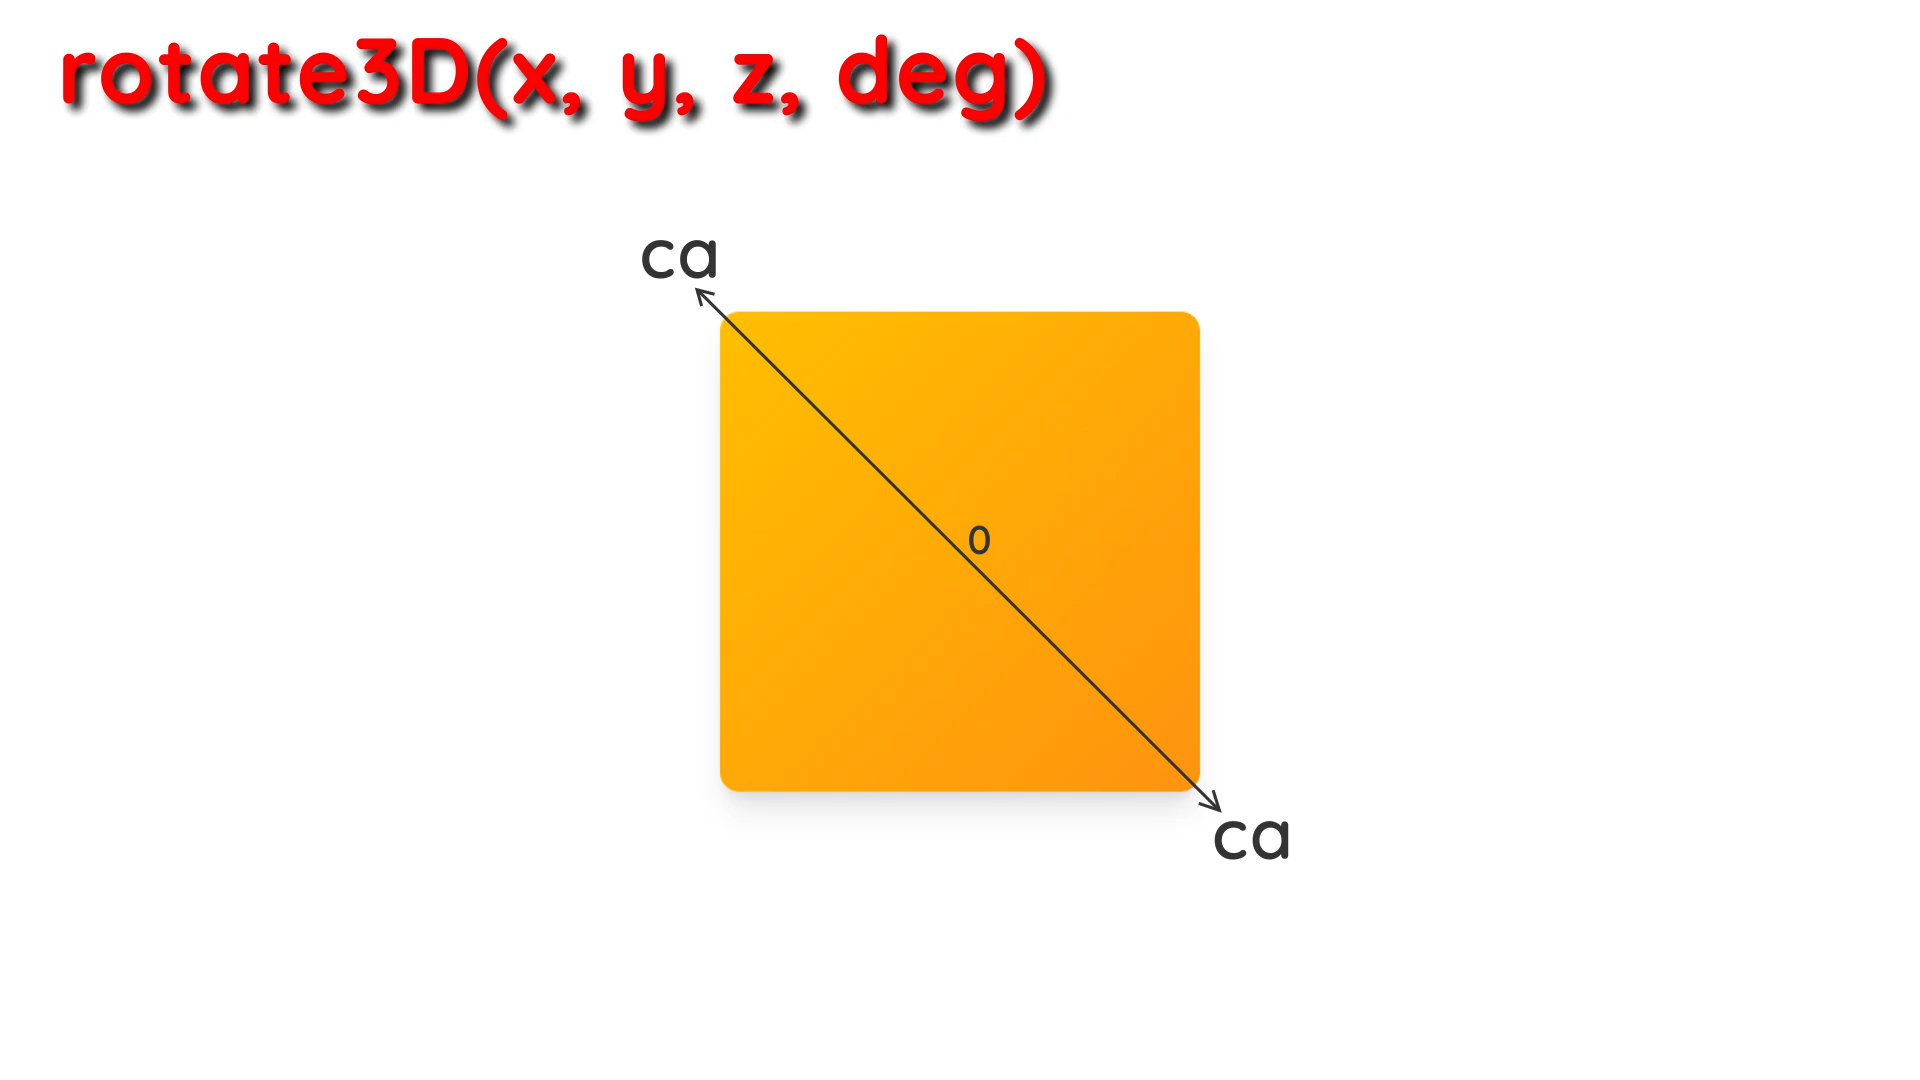 rotate3D(x, y, z, deg)
ca
0
ca